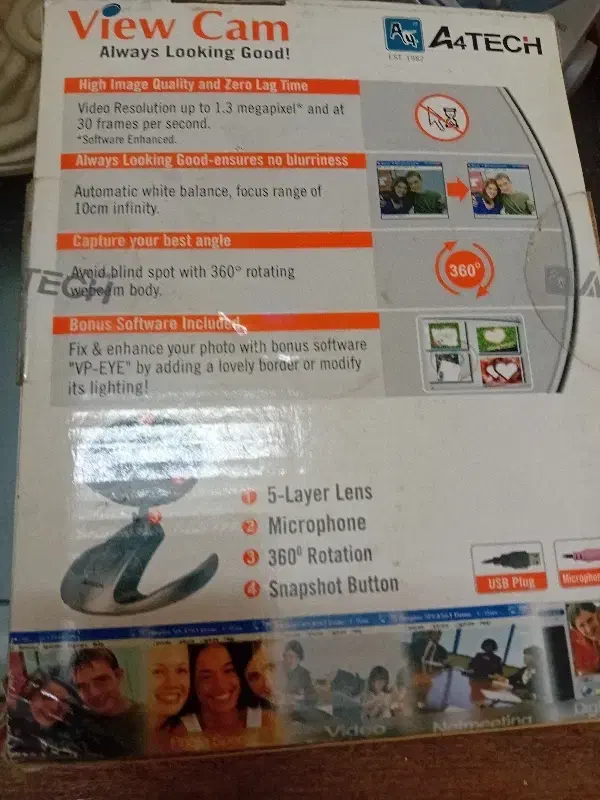 View Cam
Always Looking Good!
A4 A4TECH
EST. 1987
High Image Quality and Zero Lag Time
Video Resolution up to 1.3 megapixel* and at
30 frames per second.
*Software Enhanced.
Always Looking Good-ensures no blurriness
Automatic white balance, focus range of
10cm infinity.
Capture your best angle
Avoid blind spot with 360° rotating
webcam body.
360°
TECH
Bonus Software Included
Fix & enhance your photo with bonus software
"VP-EYE" by adding a lovely border or modify
its lighting!
1 5-Layer Lens
2 Microphone
3 360° Rotation
4 Snapshot Button
USB Plug
Microphon
Video
Netmeeting
Digi